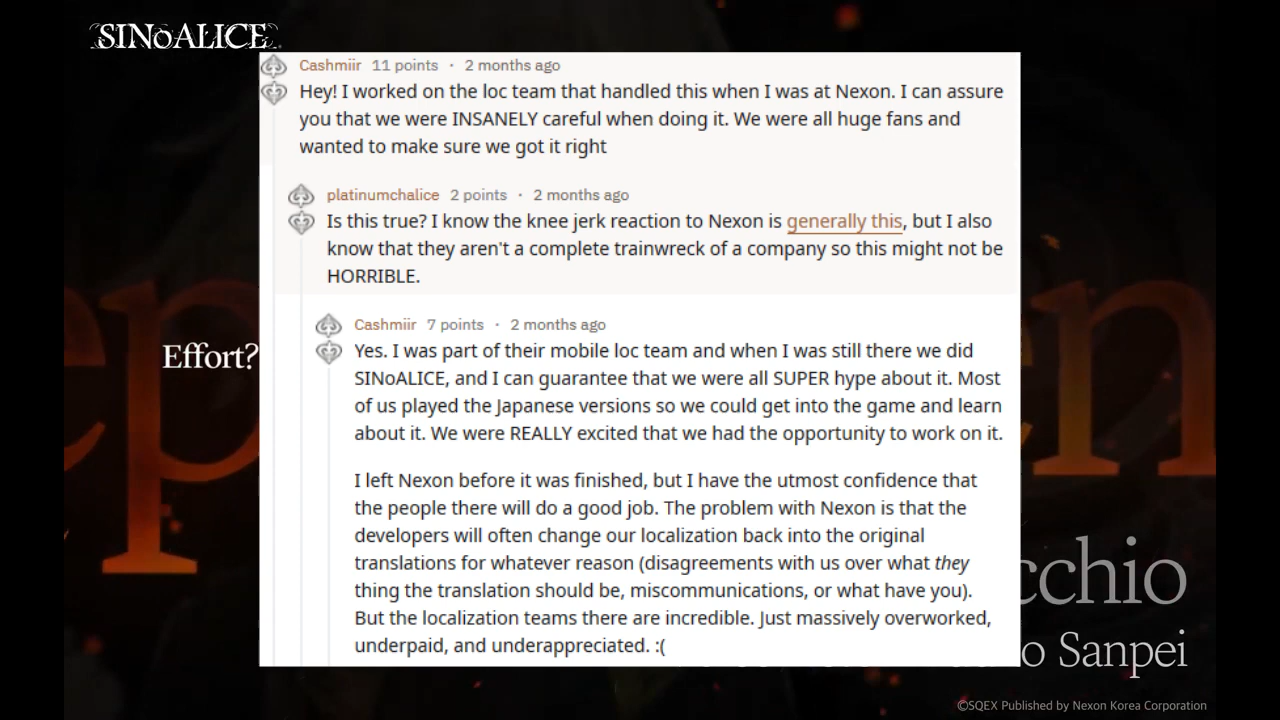 SINoALICE
Cashmiir 11 points · 2 months ago
Hey! I worked on the loc team that handled this when I was at Nexon. I can assure
you that we were INSANELY careful when doing it. We were all huge fans and
wanted to make sure we got it right
platinumchalice 2 points · 2 months ago
Is this true? I know the knee jerk reaction to Nexon is generally this, but I also
know that they aren't a complete trainwreck of a company so this might not be
HORRIBLE.
Cashmiir 7 points · 2 months ago
Yes. I was part of their mobile loc team and when I was still there we did
SINoALICE, and I can guarantee that we were all SUPER hype about it. Most
of us played the Japanese versions so we could get into the game and learn
about it. We were REALLY excited that we had the opportunity to work on it.
I left Nexon before it was finished, but I have the utmost confidence that
the people there will do a good job. The problem with Nexon is that the
developers will often change our localization back into the original
translations for whatever reason (disagreements with us over what they
thing the translation should be, miscommunications, or what have you).
But the localization teams there are incredible. Just massively overworked,
underpaid, and underappreciated. :(
Effort?
ep
en
cchio
o Sanpei
©SQEX Published by Nexon Korea Corporation